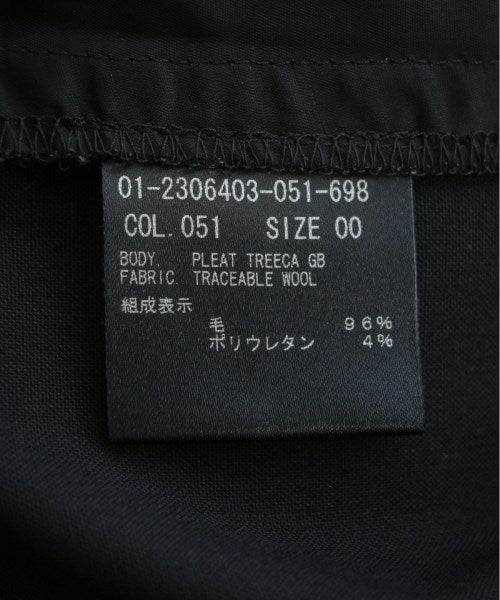 01-2306403-051-698
COL.051 SIZE 00
BODY. PLEAT TREECA GB
FABRIC. TRACEABLE WOOL
組成表示
毛 96%
ポリウレタン 4%